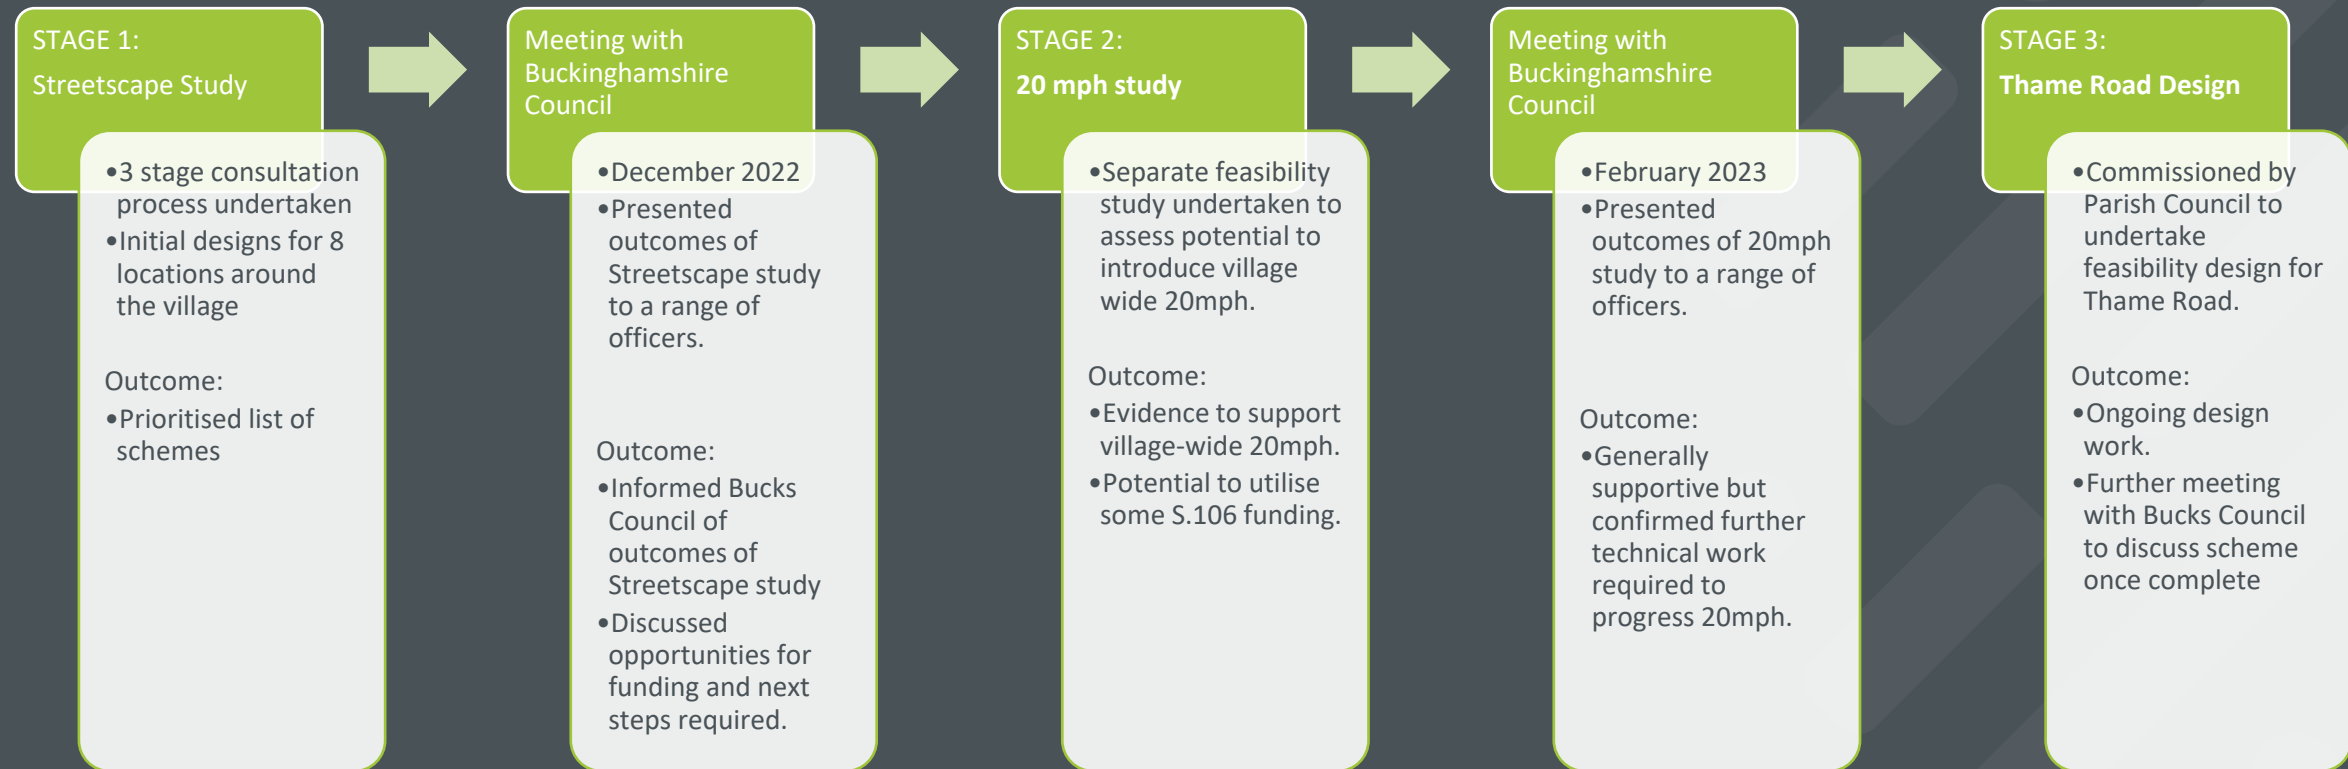 STAGE 1:
Streetscape Study
•3 stage consultation
process undertaken
•Initial designs for 8
locations around
the village
Outcome:
•Prioritised list of
schemes
Meeting with
Buckinghamshire
Council
•December 2022
•Presented
outcomes of
Streetscape study
to a range of
officers.
Outcome:
•Informed Bucks
Council of
outcomes of
Streetscape study
•Discussed
opportunities for
funding and next
steps required.
STAGE 2:
20 mph study
•Separate feasibility
study undertaken to
assess potential to
introduce village
wide 20mph.
Outcome:
•Evidence to support
village-wide 20mph.
•Potential to utilise
some S.106 funding.
Meeting with
Buckinghamshire
Council
•February 2023
•Presented
outcomes of 20mph
study to a range of
officers.
Outcome:
•Generally
supportive but
confirmed further
technical work
required to
progress 20mph.
STAGE 3:
Thame Road Design
•Commissioned by
Parish Council to
undertake
feasibility design for
Thame Road.
Outcome:
•Ongoing design
work.
•Further meeting
with Bucks Council
to discuss scheme
once complete